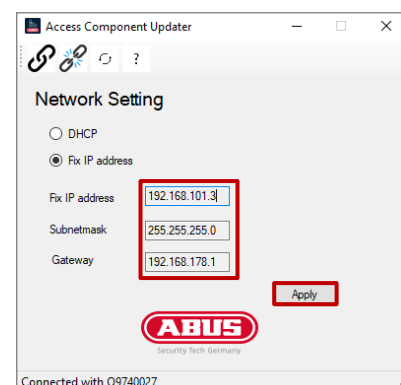 Access Component Updater
?
Network Setting
DHCP
Fix IP address
Fix IP address 192.168.101.3
Subnetmask 255.255.255.0
Gateway 192.168.178.1
Apply
ABUS
Security Tech Germany
Connected with O9740027